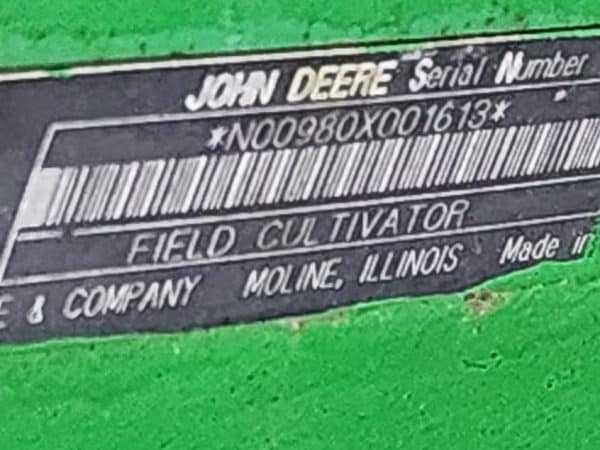 JOHN DEERE Serial Number
*N00980X001613*
FIELD CULTIVATOR
E & COMPANY MOLINE, ILLINOIS Made in